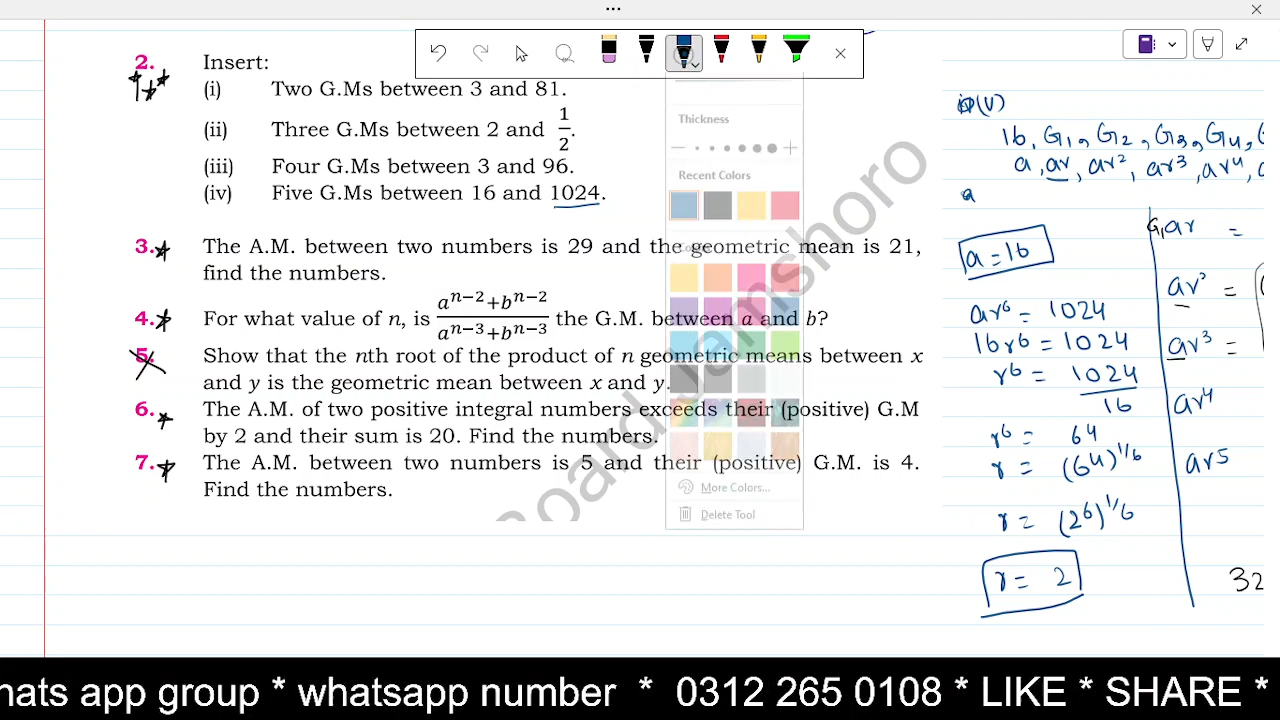 ...
2. Insert:
(i) Two G.Ms between 3 and 81.
(ii) Three G.Ms between 2 and 1/2.
(iii) Four G.Ms between 3 and 96.
(iv) Five G.Ms between 16 and 1024.
3. The A.M. between two numbers is 29 and the geometric mean is 21,
find the numbers.
4. For what value of n, is (a^{n−2}+b^{n−2})/(a^{n−3}+b^{n−3}) the G.M. between a and b?
5. Show that the nth root of the product of n geometric means between x
and y is the geometric mean between x and y.
6. The A.M. of two positive integral numbers exceeds their (positive) G.M
by 2 and their sum is 20. Find the numbers.
7. The A.M. between two numbers is 5 and their (positive) G.M. is 4.
Find the numbers.
oard Jamshoro
Thickness
Recent Colors
More Colors...
Delete Tool
(V)
16, G₁, G₂, G₃, G₄,
a, ar, ar², ar³, ar⁴,
a
a = 16
ar⁶ = 1024
16r⁶ = 1024
r⁶ = 1024/16
r⁶ = 64
r = (64)^{1/6}
r = (2⁶)^{1/6}
r = 2
G₁ ar =
ar² =
ar³ =
ar⁴
ar⁵
32
hats app group * whatsapp number * 0312 265 0108 * LIKE * SHARE *